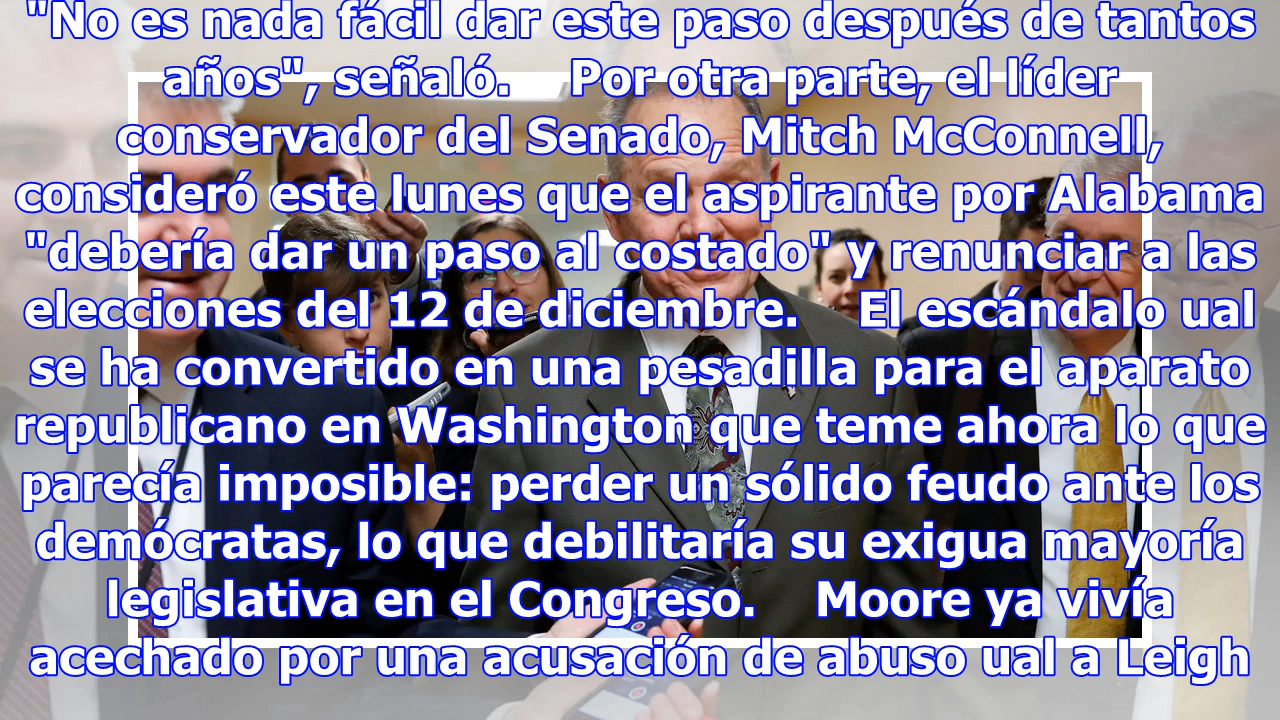 "No es nada fácil dar este paso después de tantos
años", señaló. Por otra parte, el líder
conservador del Senado, Mitch McConnell,
consideró este lunes que el aspirante por Alabama
"debería dar un paso al costado" y renunciar a las
elecciones del 12 de diciembre. El escándalo ual
se ha convertido en una pesadilla para el aparato
republicano en Washington que teme ahora lo que
parecía imposible: perder un sólido feudo ante los
demócratas, lo que debilitaría su exigua mayoría
legislativa en el Congreso. Moore ya vivía
acechado por una acusación de abuso ual a Leigh